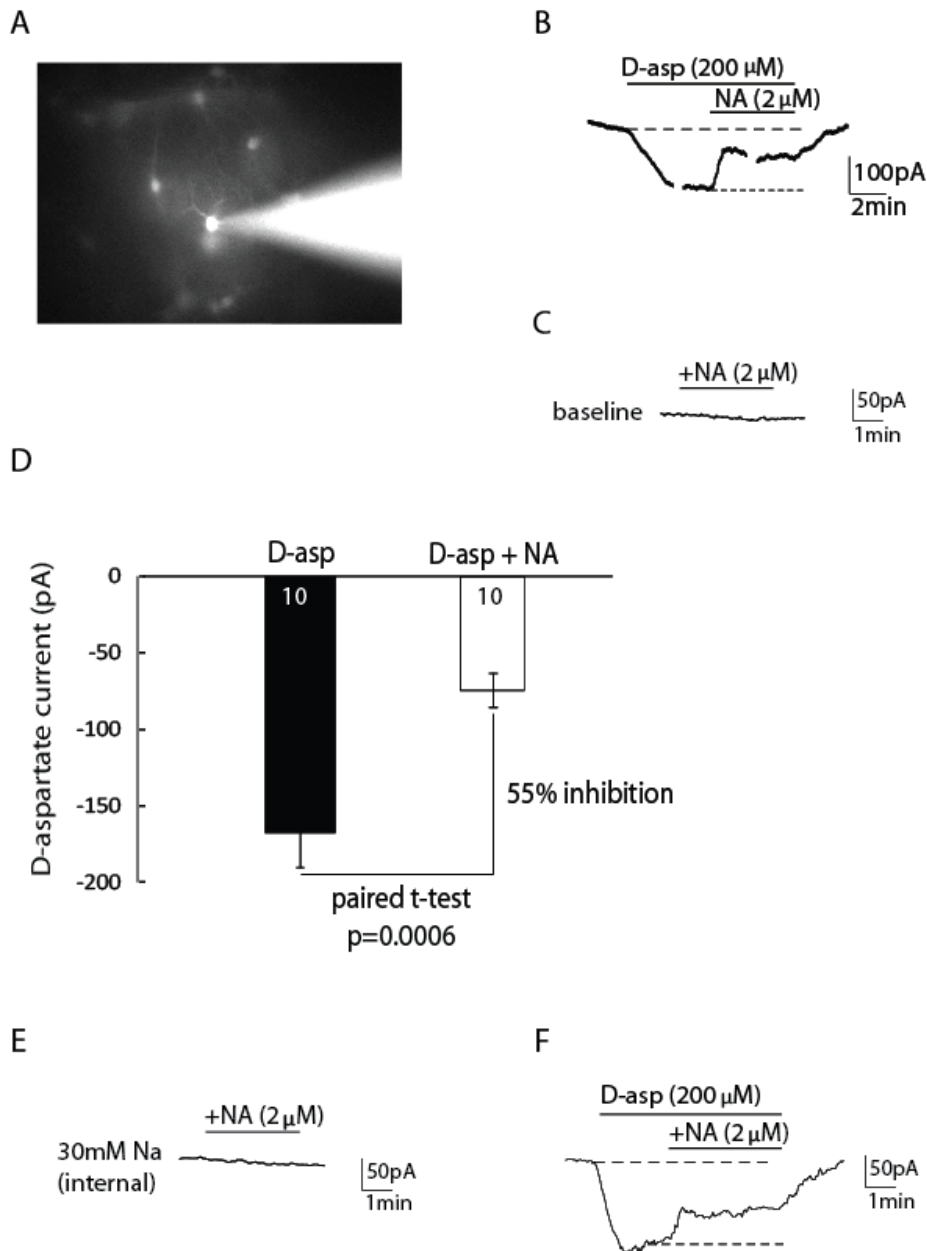 A
B
D-asp (200 μM)
NA (2 μM)
100pA
2min
C
+NA (2 μM)
baseline
50pA
1min
D
D-asp
D-asp + NA
D-aspartate current (pA)
0
-50
-100
-150
-200
10
10
55% inhibition
paired t-test
p=0.0006
E
+NA (2 μM)
30mM Na
(internal)
50pA
1min
F
D-asp (200 μM)
+NA (2 μM)
50pA
1min